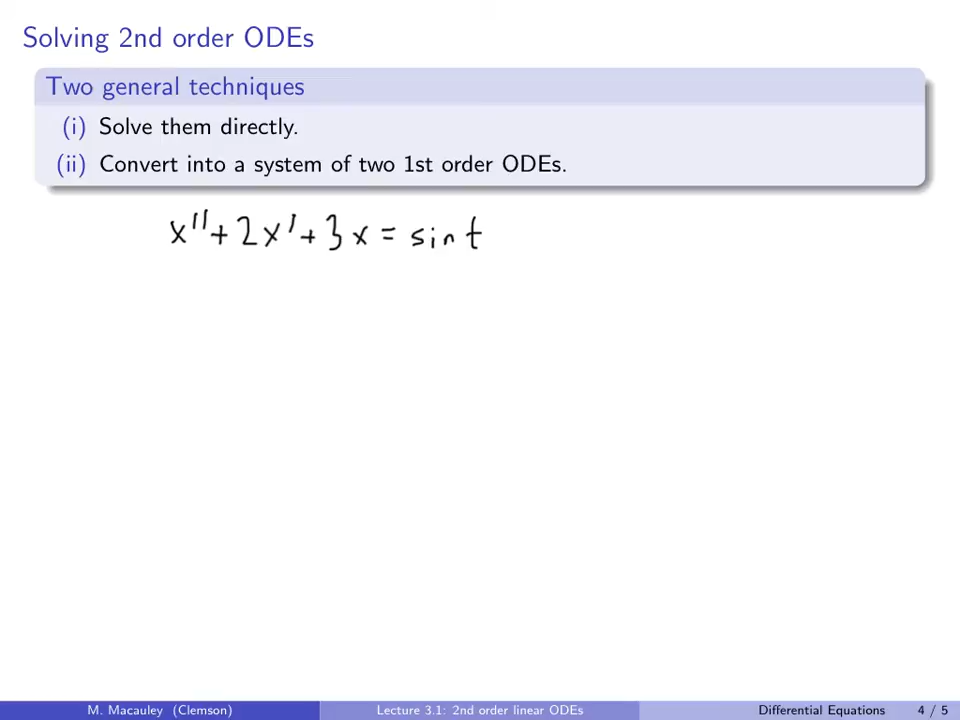 Solving 2nd order ODEs
Two general techniques
(i) Solve them directly.
(ii) Convert into a system of two 1st order ODEs.
x''+2x'+3x = sin t
M. Macauley (Clemson) Lecture 3.1: 2nd order linear ODEs Differential Equations 4 / 5